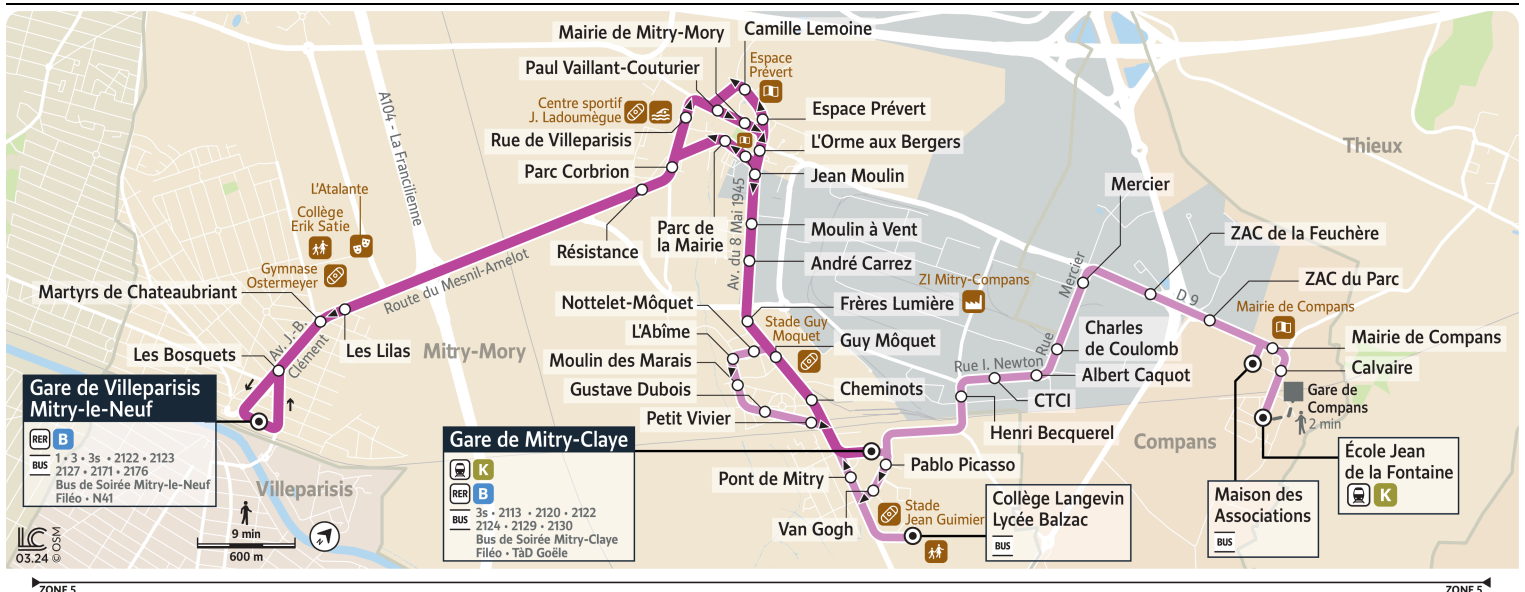 Camille Lemoine
Mairie de Mitry-Mory
Paul Vaillant-Couturier
Espace
Prévert
Centre sportif
J. Ladoumègue
Rue de Villeparisis
Espace Prévert
L'Orme aux Bergers
Parc Corbrion
Jean Moulin
Thieux
A104 - La Francilienne
L'Atalante
Collège
Erik Satie
Gymnase
Ostermeyer
Martyrs de Chateaubriant
Résistance
Parc de
la Mairie
Av. du 8 Mai 1945
Moulin à Vent
André Carrez
Mercier
ZAC de la Feuchère
ZAC du Parc
D 9
Route du Mesnil-Amelot
Les Lilas
Mitry-Mory
Les Bosquets
Av. J.-B.
Clément
Nottelet-Môquet
L'Abîme
Moulin des Marais
Gustave Dubois
Petit Vivier
Frères Lumière
ZI Mitry-Compans
Stade Guy
Moquet
Guy Môquet
Cheminots
Rue I. Newton
Rue
Mercier
Charles
de Coulomb
Albert Caquot
CTCI
Henri Becquerel
Mairie de Compans
Mairie de Compans
Calvaire
Gare de
Compans
2 min
Compans
École Jean
de la Fontaine
K
Maison des
Associations
BUS
Gare de Villeparisis
Mitry-le-Neuf
RER B
BUS
1 • 3 • 3s • 2122 • 2123
2127 • 2171 • 2176
Bus de Soirée Mitry-le-Neuf
Filéo • N41
Villeparisis
Gare de Mitry-Claye
K
RER B
BUS
3s • 2113 • 2120 • 2122
2124 • 2129 • 2130
Bus de Soirée Mitry-Claye
Filéo • TàD Goële
Pont de Mitry
Pablo Picasso
Van Gogh
Stade
Jean Guimier
Collège Langevin
Lycée Balzac
BUS
LC
03.24 © OSM
9 min
600 m
ZONE 5
ZONE 5